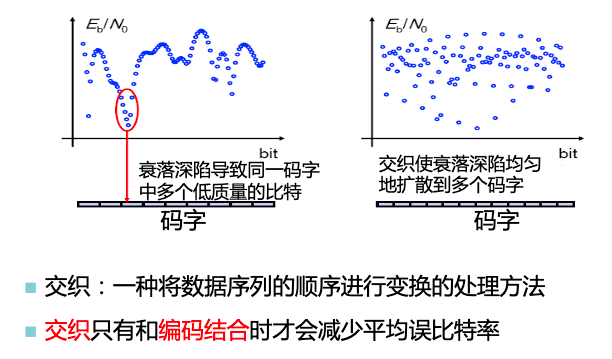 Eb/N0
Eb/N0
bit
bit
衰落深陷导致同一码字
中多个低质量的比特
交织使衰落深陷均匀
地扩散到多个码字
码字
码字
交织：一种将数据序列的顺序进行变换的处理方法
交织只有和编码结合时才会减少平均误比特率